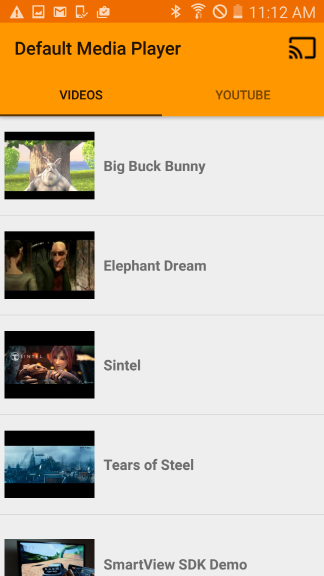 11:12 AM
Default Media Player
VIDEOS
YOUTUBE
Big Buck Bunny
Elephant Dream
SINTEL
Sintel
Tears of Steel
SmartView SDK Demo